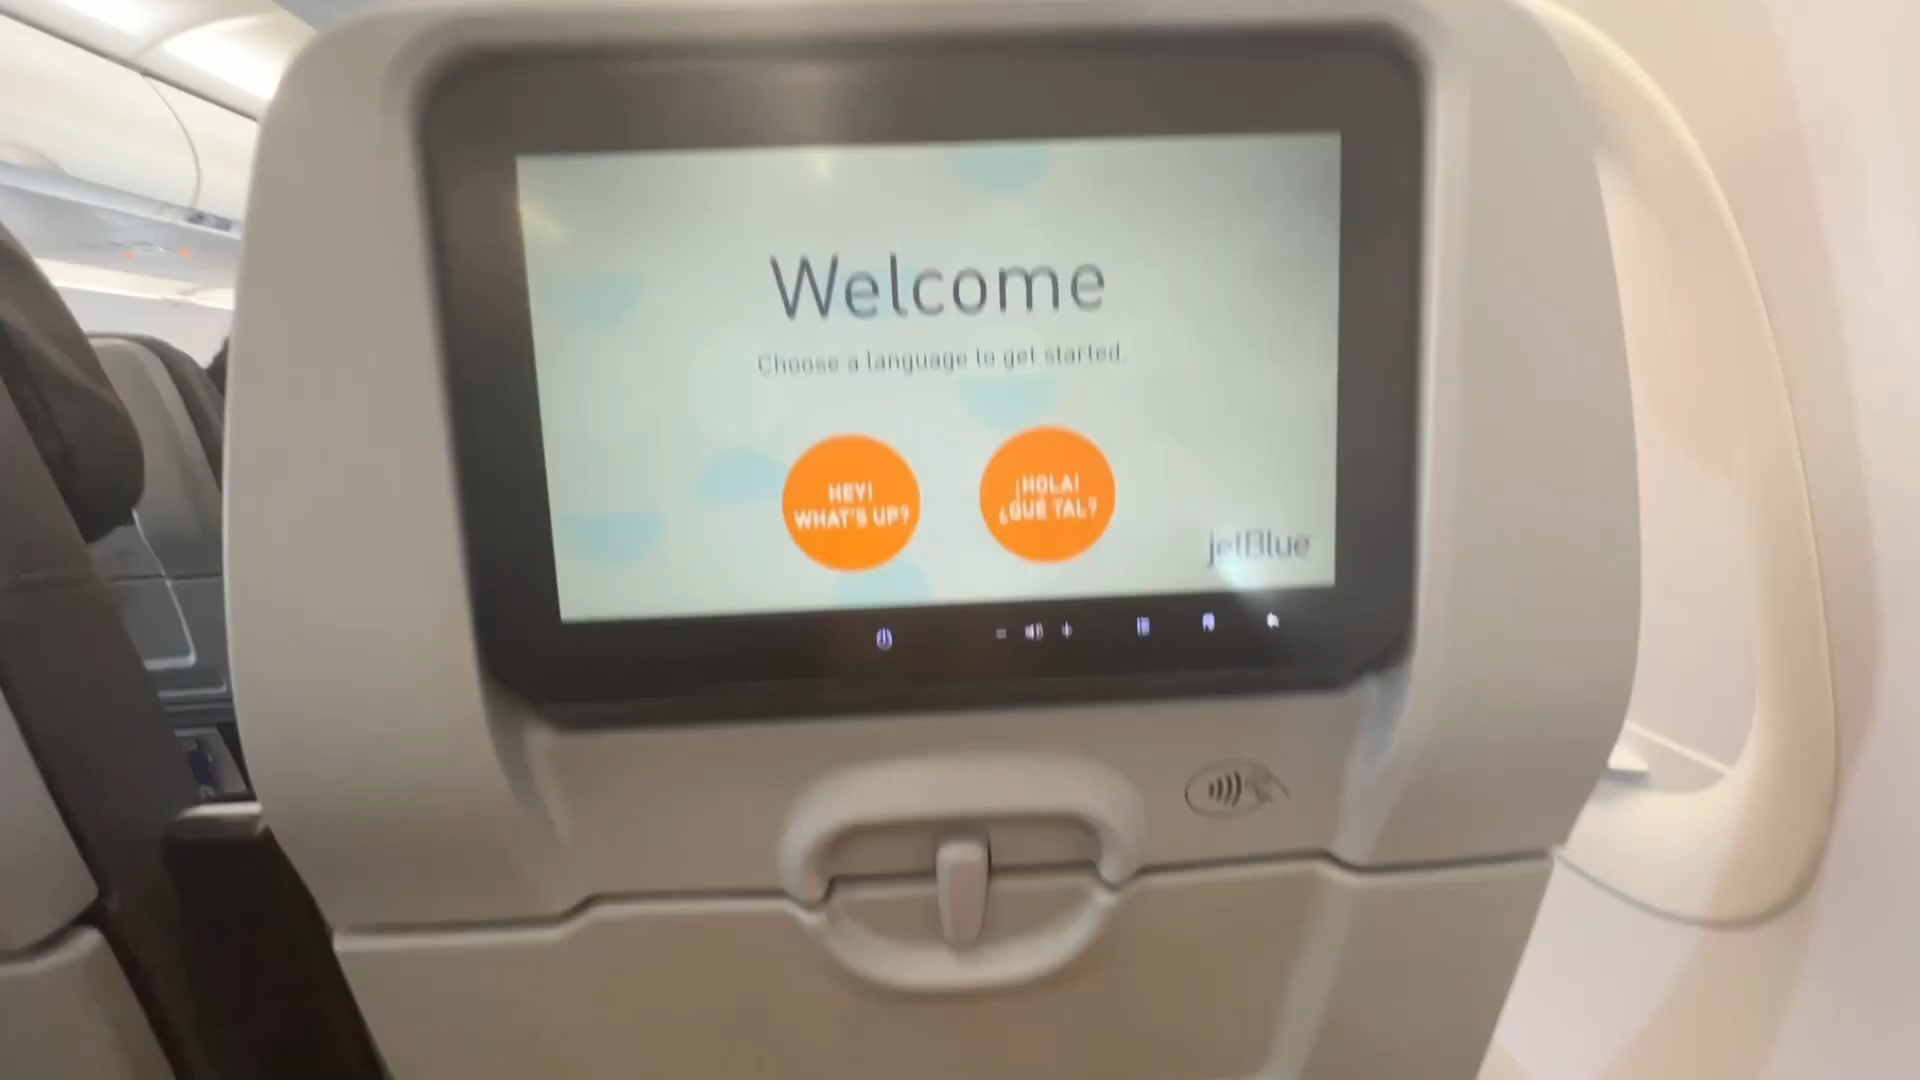 Welcome
Choose a language to get started.
HEY!
WHAT'S UP?
¡HOLA!
¿QUÉ TAL?
jetBlue